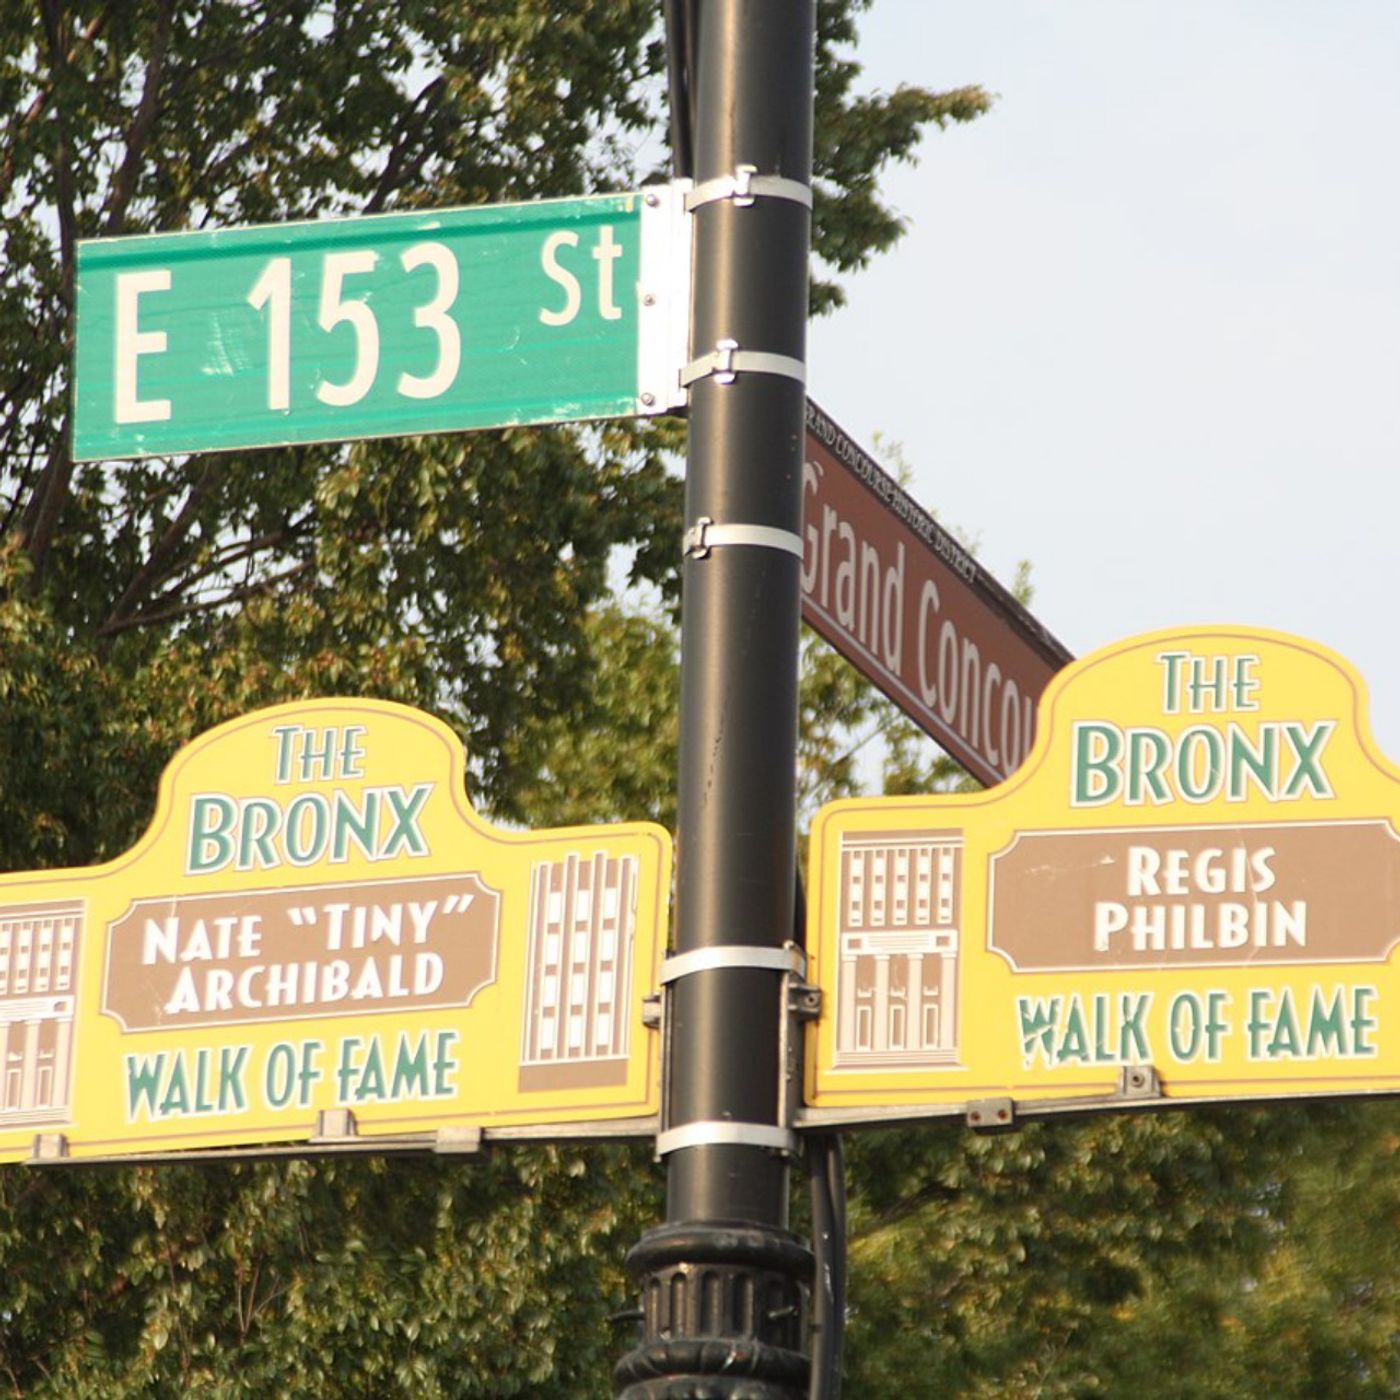 E 153 St
GRAND CONCOURSE HISTORIC DISTRICT
Grand Conco
THE
BRONX
NATE "TINY"
ARCHIBALD
WALK OF FAME
THE
BRONX
REGIS
PHILBIN
WALK OF FAME